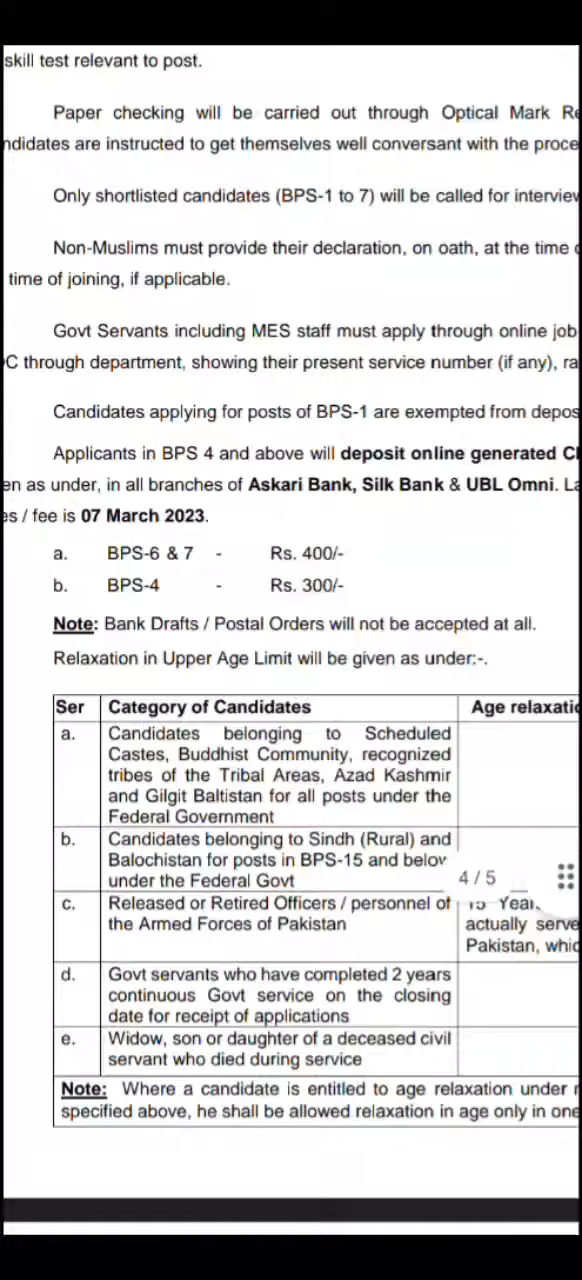 skill test relevant to post.
Paper checking will be carried out through Optical Mark Re
ndidates are instructed to get themselves well conversant with the proce
Only shortlisted candidates (BPS-1 to 7) will be called for interview
Non-Muslims must provide their declaration, on oath, at the time
time of joining, if applicable.
Govt Servants including MES staff must apply through online job
C through department, showing their present service number (if any), ra
Candidates applying for posts of BPS-1 are exempted from depos
Applicants in BPS 4 and above will deposit online generated C
en as under, in all branches of Askari Bank, Silk Bank & UBL Omni. La
es / fee is 07 March 2023.
a. BPS-6 & 7 - Rs. 400/-
b. BPS-4 - Rs. 300/-
Note: Bank Drafts / Postal Orders will not be accepted at all.
Relaxation in Upper Age Limit will be given as under:-.
Ser Category of Candidates Age relaxatio
a. Candidates belonging to Scheduled
Castes, Buddhist Community, recognized
tribes of the Tribal Areas, Azad Kashmir
and Gilgit Baltistan for all posts under the
Federal Government
b. Candidates belonging to Sindh (Rural) and
Balochistan for posts in BPS-15 and belov
under the Federal Govt
4 / 5
c. Released or Retired Officers / personnel of 15 Year
the Armed Forces of Pakistan actually serve
Pakistan, whic
d. Govt servants who have completed 2 years
continuous Govt service on the closing
date for receipt of applications
e. Widow, son or daughter of a deceased civil
servant who died during service
Note: Where a candidate is entitled to age relaxation under
specified above, he shall be allowed relaxation in age only in one